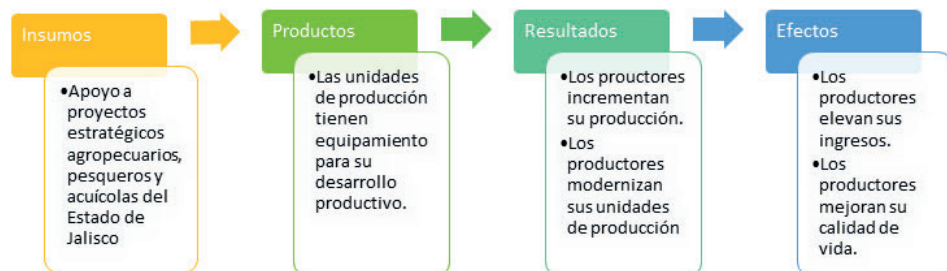 Insumos
•Apoyo a
proyectos
estratégicos
agropecuarios,
pesqueros y
acuícolas del
Estado de
Jalisco
Productos
•Las unidades
de producción
tienen
equipamiento
para su
desarrollo
productivo.
Resultados
•Los prouctores
incrementan
su producción.
•Los
productores
modernizan
sus unidades
de producción
Efectos
•Los
productores
elevan sus
ingresos.
•Los
productores
mejoran su
calidad de
vida.